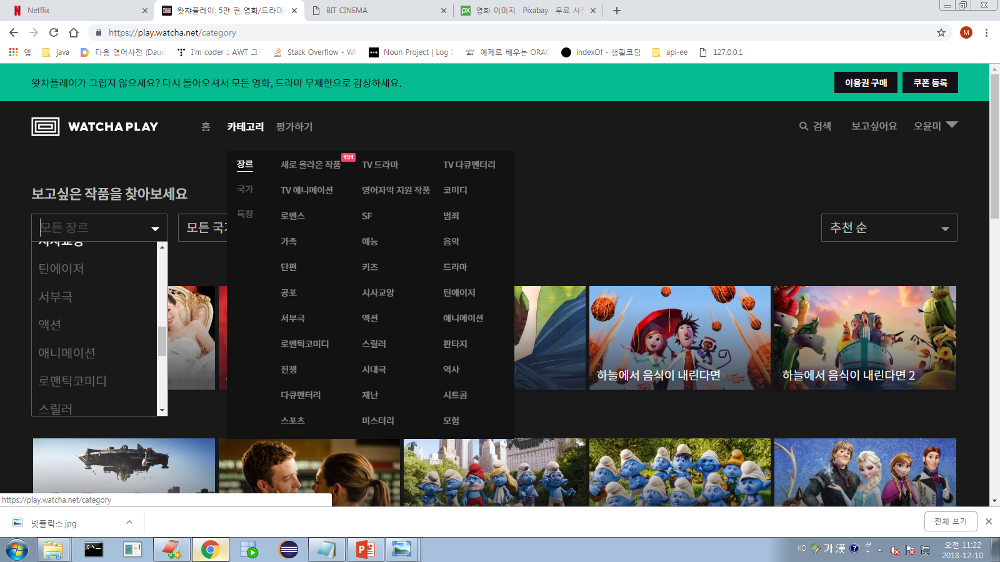 Netflix
왓챠플레이: 5만 편 영화/드라마
BIT CINEMA
영화 이미지 · Pixabay · 무료 사진
https://play.watcha.net/category
M
앱
java
다음 영어사전 (Daum
I'm coder :: AWT 그
Stack Overflow - Wh
Noun Project | Log I
예제로 배우는 ORAC
indexOf - 생활코딩
api-ee
127.0.0.1
왓챠플레이가 그립지 않으세요? 다시 돌아오셔서 모든 영화, 드라마 무제한으로 감상하세요.
이용권 구매
쿠폰 등록
WATCHA PLAY
홈
카테고리
평가하기
검색
보고싶어요
오윤미
장르
새로 올라온 작품
191
TV 드라마
TV 다큐멘터리
국가
TV 애니메이션
영어자막 지원 작품
코미디
보고싶은 작품을 찾아보세요
특징
로맨스
SF
범죄
모든 장르
모든 국가
추천 순
가족
예능
음악
시사교양
틴에이저
단편
키즈
드라마
서부극
공포
시사교양
틴에이저
액션
서부극
액션
애니메이션
애니메이션
로맨틱코미디
스릴러
판타지
로맨틱코미디
전쟁
시대극
역사
하늘에서 음식이 내린다면
하늘에서 음식이 내린다면 2
스릴러
다큐멘터리
재난
시트콤
스포츠
미스터리
모험
https://play.watcha.net/category
넷플릭스.jpg
전체 보기
KO
가 漢
오전 11:22
2018-12-10